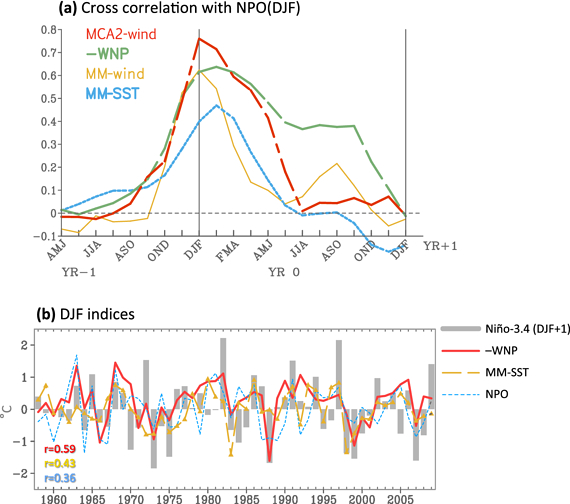 (a) Cross correlation with NPO(DJF)
0.8
0.7
0.6
0.5
0.4
0.3
0.2
0.1
0
−0.1
MCA2-wind
−WNP
MM-wind
MM-SST
AMJ JJA ASO OND DJF FMA AMJ JJA ASO OND DJF YR+1
YR−1 YR 0
(b) DJF indices
2
1
0
−1
−2
°C
r=0.59
r=0.43
r=0.36
1960 1965 1970 1975 1980 1985 1990 1995 2000 2005
Niño-3.4 (DJF+1)
−WNP
MM-SST
NPO